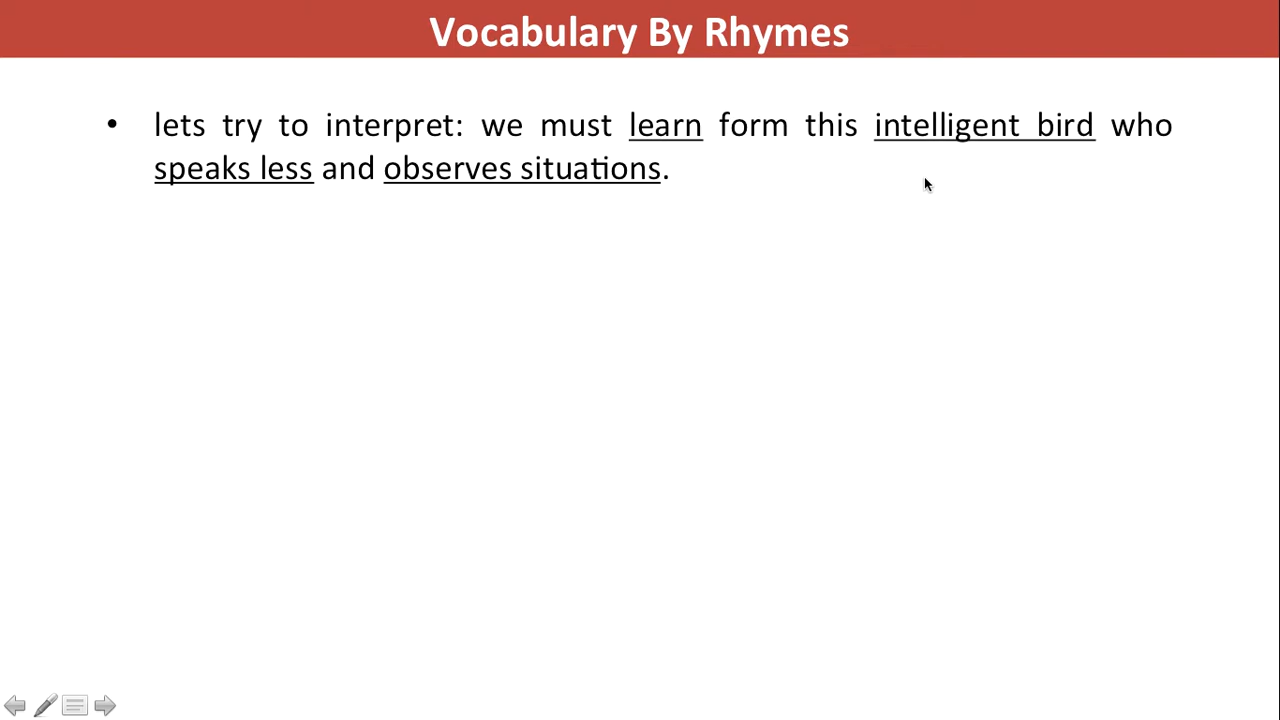 Vocabulary By Rhymes
• lets try to interpret: we must learn form this intelligent bird who
speaks less and observes situations.